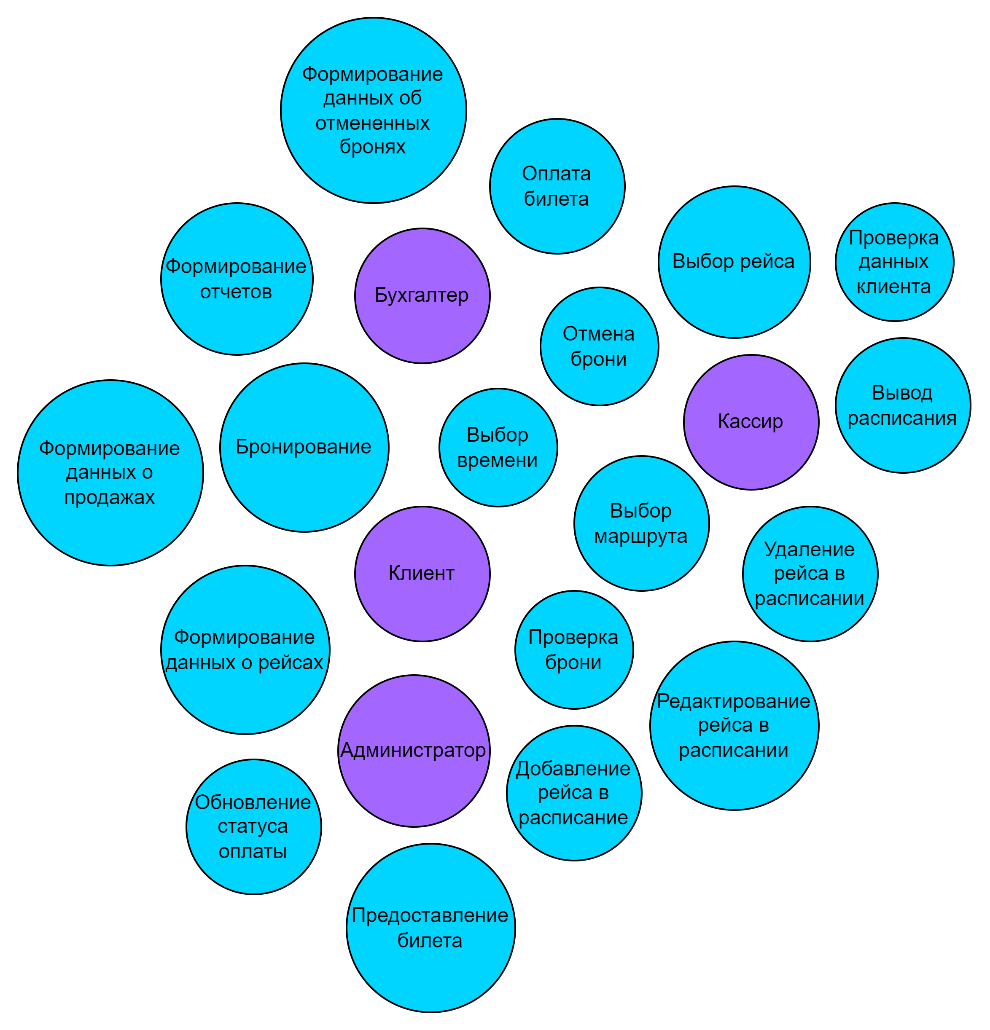 Формирование
данных об
отмененных
бронях
Оплата
билета
Выбор рейса
Проверка
данных
клиента
Формирование
отчетов
Бухгалтер
Отмена
брони
Кассир
Вывод
расписания
Формирование
данных о
продажах
Бронирование
Выбор
времени
Выбор
маршрута
Клиент
Удаление
рейса в
расписании
Формирование
данных о рейсах
Проверка
брони
Редактирование
рейса в
расписании
Администратор
Добавление
рейса в
расписание
Обновление
статуса
оплаты
Предоставление
билета